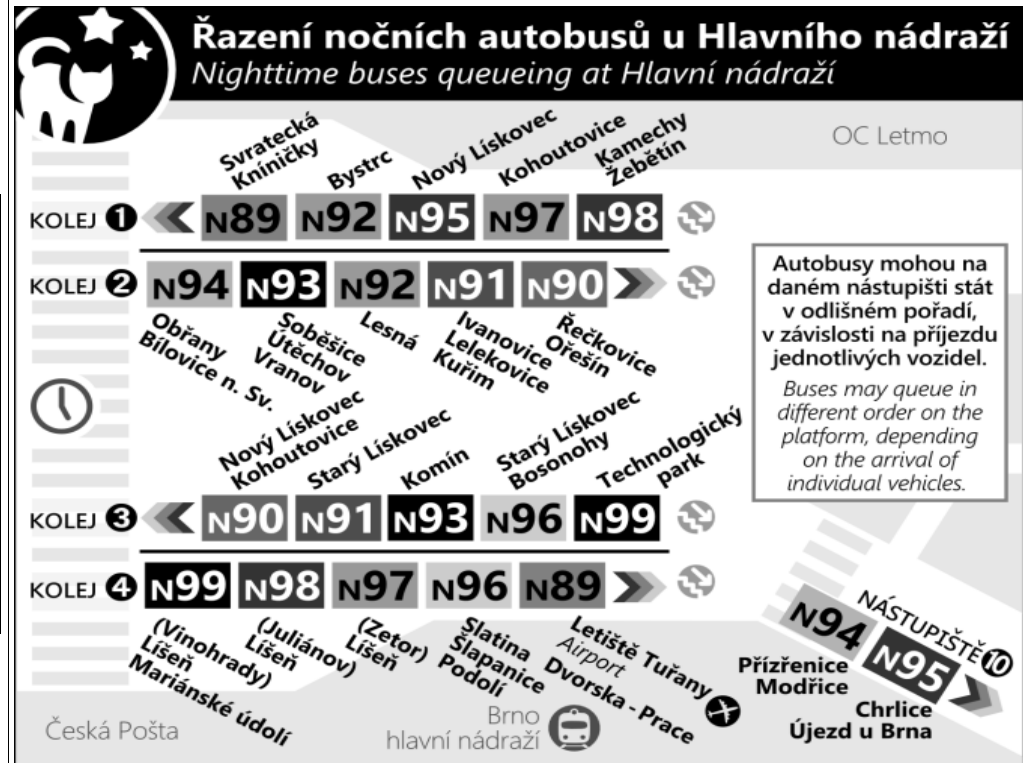 Řazení nočních autobusů u Hlavního nádraží
Nighttime buses queueing at Hlavní nádraží
OC Letmo
Svratecká
Kníničky
Bystrc
Nový Lískovec
Kohoutovice
Kamechy
Žebětín
KOLEJ 1 N89 N92 N95 N97 N98
KOLEJ 2 N94 N93 N92 N91 N90
Obřany
Bílovice n. Sv.
Soběšice
Útěchov
Vranov
Lesná
Ivanovice
Lelekovice
Kuřim
Řečkovice
Ořešín
Autobusy mohou na
daném nástupišti stát
v odlišném pořadí,
v závislosti na příjezdu
jednotlivých vozidel.
Buses may queue in
different order on the
platform, depending
on the arrival of
individual vehicles.
Nový Lískovec
Kohoutovice
Starý Lískovec
Komín
Starý Lískovec
Bosonohy
Technologický
park
KOLEJ 3 N90 N91 N93 N96 N99
KOLEJ 4 N99 N98 N97 N96 N89
(Vinohrady)
Líšeň
Mariánské údolí
(Juliánov)
Líšeň
(Zetor)
Líšeň
Slatina
Šlapanice
Podolí
Letiště Tuřany
Airport
Dvorska - Prace
NÁSTUPIŠTĚ 10
N94 N95
Přízřenice
Modřice
Chrlice
Újezd u Brna
Česká Pošta
Brno
hlavní nádraží